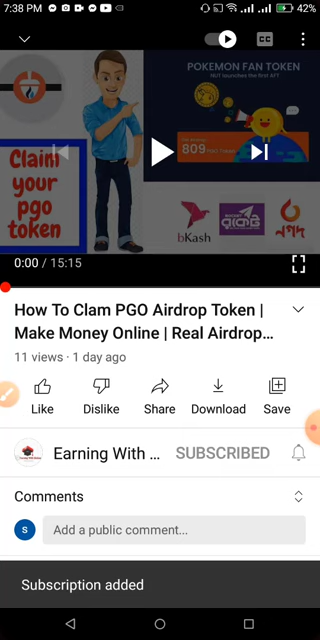 7:38 PM
42%
CC
POKEMON FAN TOKEN
809
Claim
your
pgo
token
bKash
রকেট
নগদ
0:00 / 15:15
How To Clam PGO Airdrop Token |
Make Money Online | Real Airdrop...
11 views · 1 day ago
Like
Dislike
Share
Download
Save
Earning With ...
SUBSCRIBED
Comments
S
Add a public comment...
Subscription added